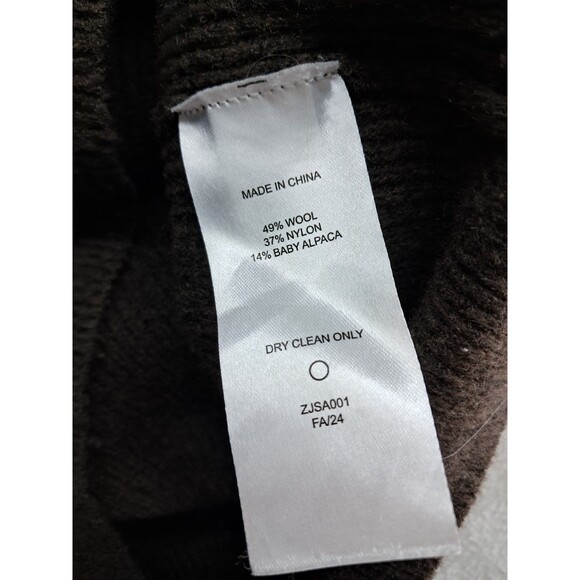 MADE IN CHINA
49% WOOL
37% NYLON
14% BABY ALPACA
DRY CLEAN ONLY
ZJSA001
FA/24